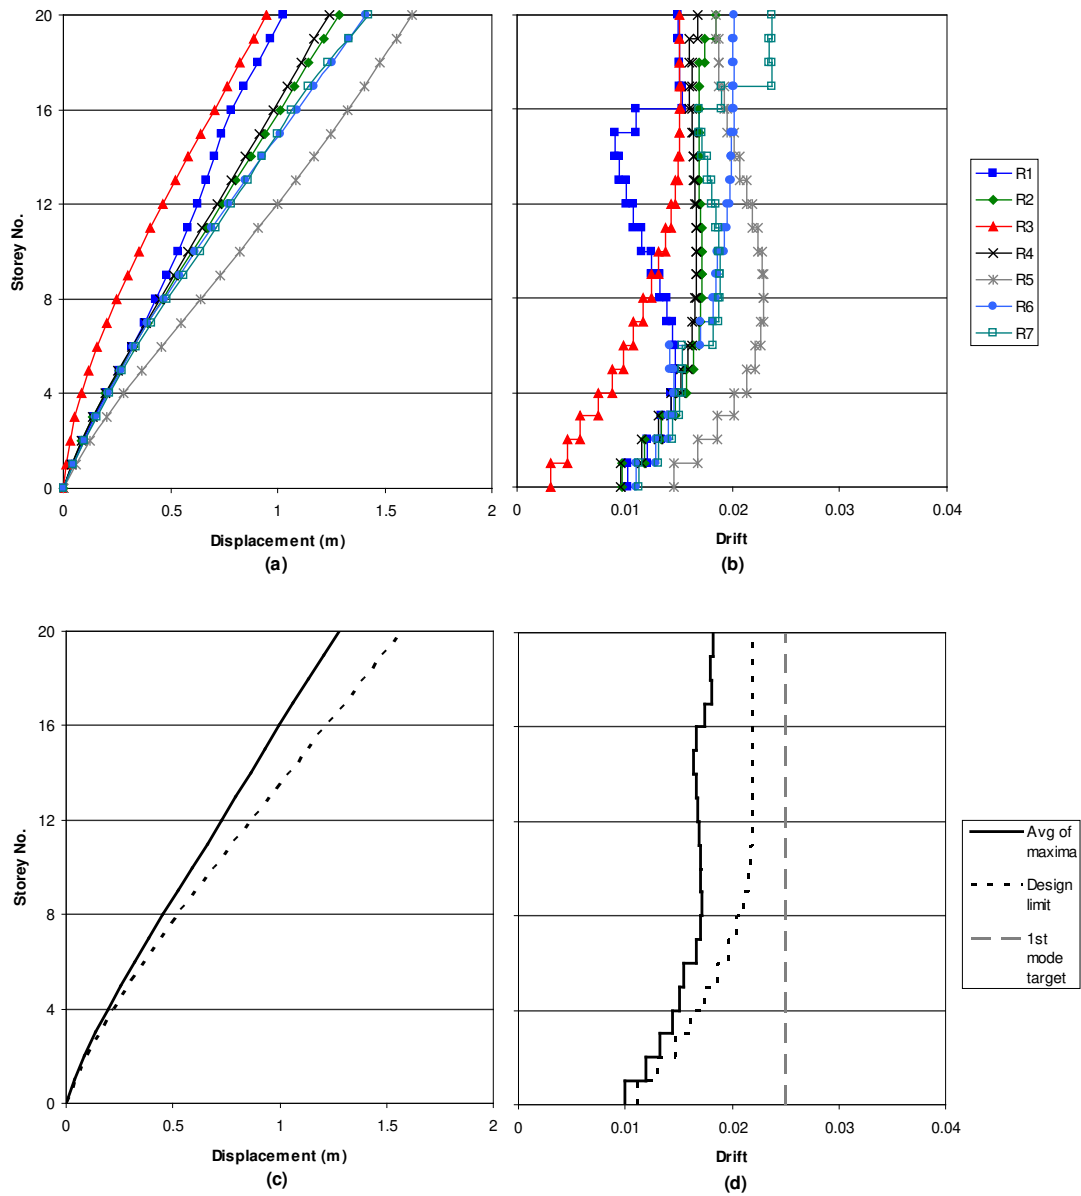 20
16
12
8
4
0
Storey No.
0 0.5 1 1.5 2
Displacement (m)
(a)
0 0.01 0.02 0.03 0.04
Drift
(b)
R1
R2
R3
R4
R5
R6
R7
20
16
12
8
4
0
Storey No.
0 0.5 1 1.5 2
Displacement (m)
(c)
0 0.01 0.02 0.03 0.04
Drift
(d)
Avg of
maxima
Design
limit
1st
mode
target